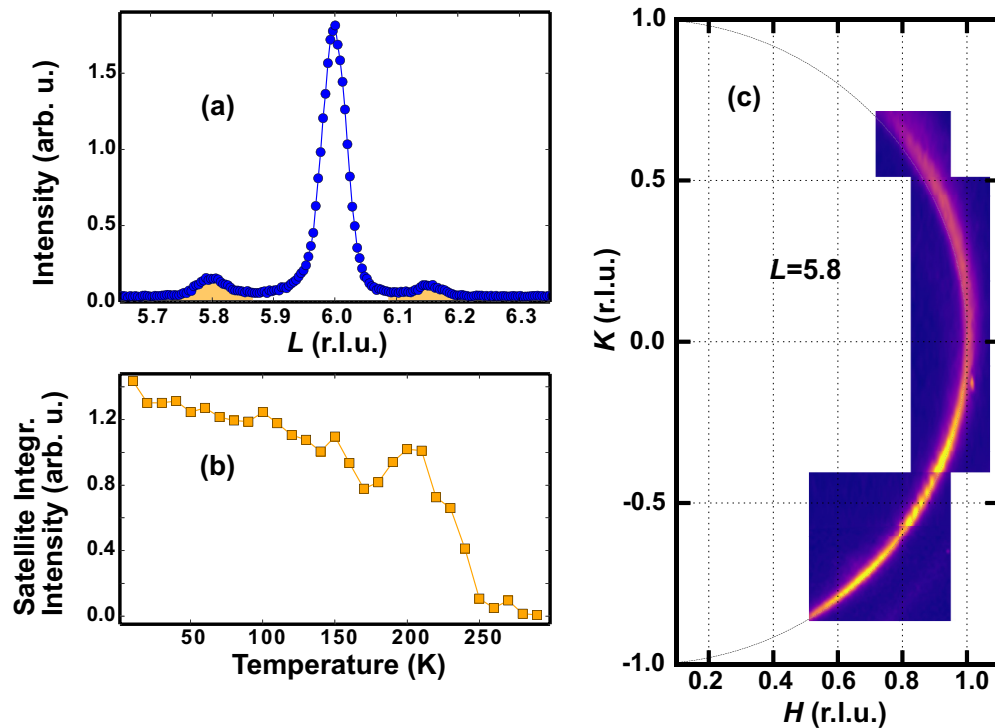 (a)
Intensity (arb. u.)
1.5
1.0
0.5
0.0
5.7 5.8 5.9 6.0 6.1 6.2 6.3
L (r.l.u.)
(b)
Satellite Integr.
Intensity (arb. u.)
1.2
0.8
0.4
0.0
50 100 150 200 250
Temperature (K)
(c)
L=5.8
K (r.l.u.)
1.0
0.5
0.0
-0.5
-1.0
0.2 0.4 0.6 0.8 1.0
H (r.l.u.)